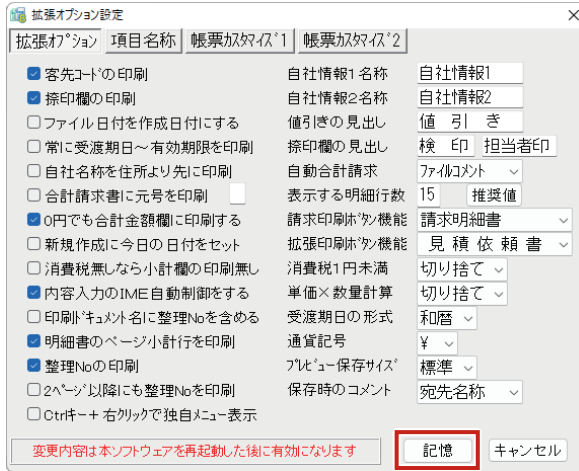 拡張オプション設定
拡張ｵﾌﾟｼｮﾝ 項目名称 帳票ｶｽﾀﾏｲｽﾞ1 帳票ｶｽﾀﾏｲｽﾞ2
客先ｺｰﾄﾞの印刷 自社情報1名称 自社情報1
捺印欄の印刷 自社情報2名称 自社情報2
ファイル日付を作成日付にする 値引きの見出し 値 引 き
常に受渡期日～有効期限を印刷 捺印欄の見出し 検 印 担当者印
自社名称を住所より先に印刷 自動合計請求 ﾌｧｲﾙｺﾒﾝﾄ
合計請求書に元号を印刷 表示する明細行数 15 推奨値
0円でも合計金額欄に印刷する 請求印刷ﾎﾞﾀﾝ機能 請求明細書
新規作成に今日の日付をセット 拡張印刷ﾎﾞﾀﾝ機能 見 積 依 頼 書
消費税無しなら小計欄の印刷無し 消費税1円未満 切り捨て
内容入力のIME自動制御をする 単価×数量計算 切り捨て
印刷ﾄﾞｷｭﾒﾝﾄ名に整理Noを含める 受渡期日の形式 和暦
明細書のページ小計行を印刷 通貨記号 ¥
整理Noの印刷 ﾌﾟﾚﾋﾞｭｰ保存ｻｲｽﾞ 標準
2ﾍﾟｰｼﾞ以降にも整理Noを印刷 保存時のコメント 宛先名称
Ctrlキー＋右クリックで独自メニュー表示
変更内容は本ソフトウェアを再起動した後に有効になります 記憶 キャンセル